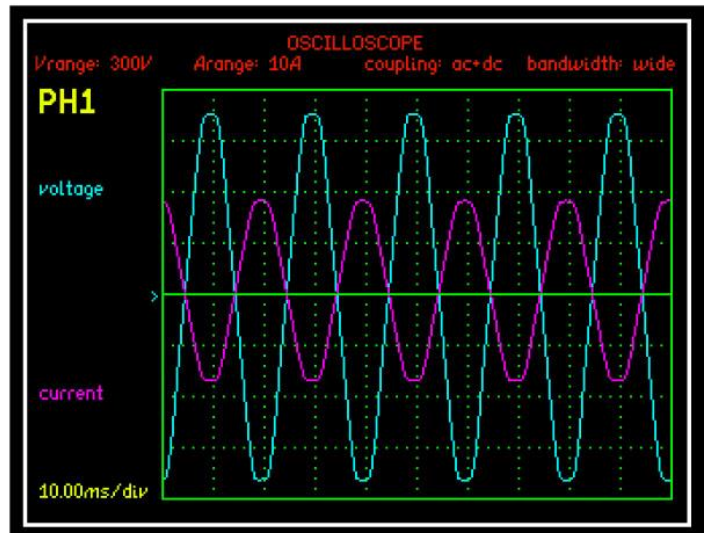 OSCILLOSCOPE
Vrange: 300V Arange: 10A coupling: ac+dc bandwidth: wide
PH1
voltage
>
current
10.00ms/div